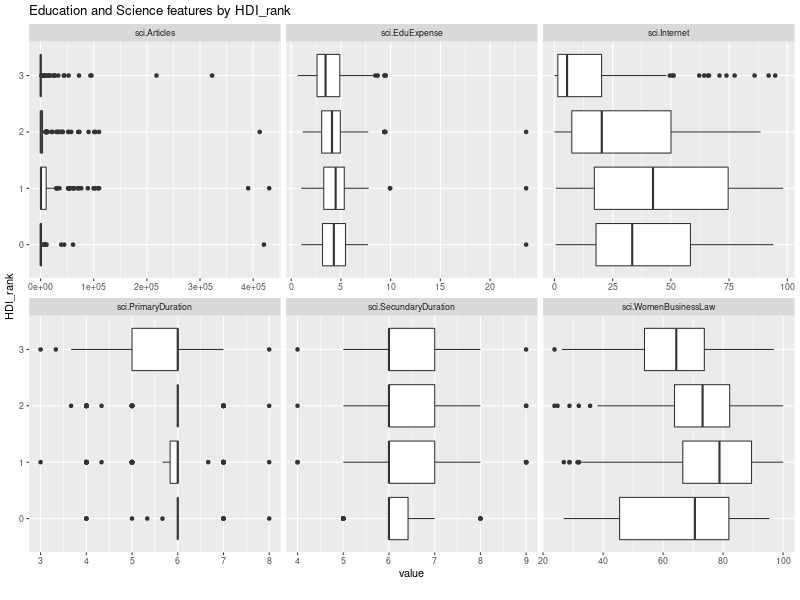 Education and Science features by HDI_rank
sci.Articles
sci.EduExpense
sci.Internet
3
2
1
0
0e+00 1e+05 2e+05 3e+05 4e+05
0 5 10 15 20
0 25 50 75 100
HDI_rank
sci.PrimaryDuration
sci.SecundaryDuration
sci.WomenBusinessLaw
3
2
1
0
3 4 5 6 7 8
4 5 6 7 8 9
20 40 60 80 100
value